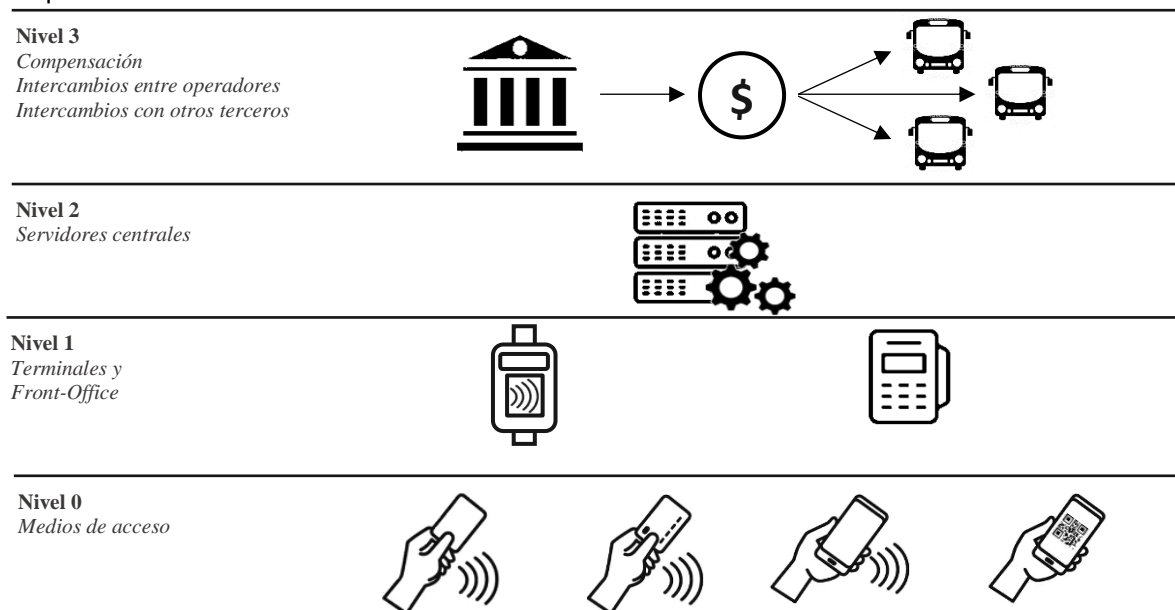 Nivel 3
Compensación
Intercambios entre operadores
Intercambios con otros terceros
$
Nivel 2
Servidores centrales
Nivel 1
Terminales y
Front-Office
Nivel 0
Medios de acceso